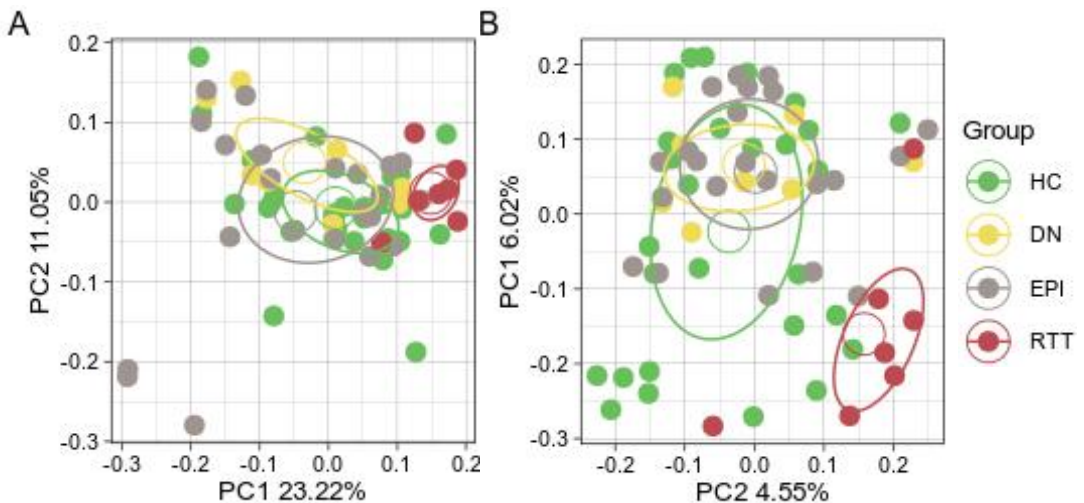 A
B
0.2
0.1
0.0
-0.1
-0.2
-0.3
PC2 11.05%
-0.3 -0.2 -0.1 0.0 0.1 0.2
PC1 23.22%
0.2
0.1
0.0
-0.1
-0.2
-0.3
PC1 6.02%
-0.2 -0.1 0.0 0.1 0.2
PC2 4.55%
Group
HC
DN
EPI
RTT